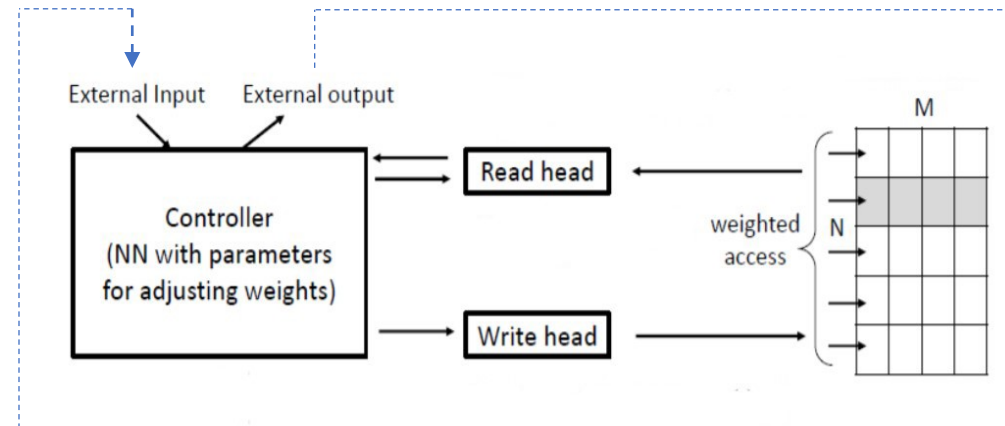 External Input
External output
M
Read head
Controller
(NN with parameters
for adjusting weights)
weighted
access
N
Write head